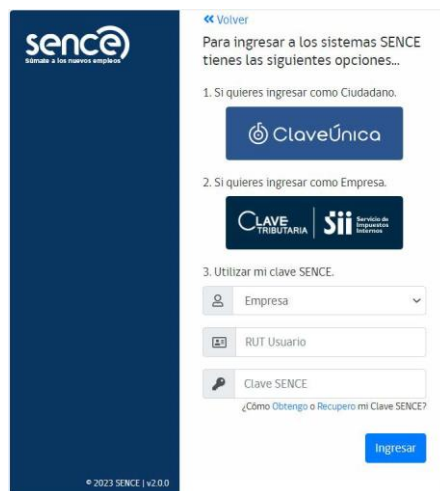 sence
Súmate a los nuevos empleos
© 2023 SENCE | v2.0.0
Volver
Para ingresar a los sistemas SENCE
tienes las siguientes opciones...
1. Si quieres ingresar como Ciudadano.
ClaveÚnica
2. Si quieres ingresar como Empresa.
CLAVE
TRIBUTARIA
Sii
Servicio de
Impuestos
Internos
3. Utilizar mi clave SENCE.
Empresa
RUT Usuario
Clave SENCE
¿Cómo Obtengo o Recupero mi Clave SENCE?
Ingresar